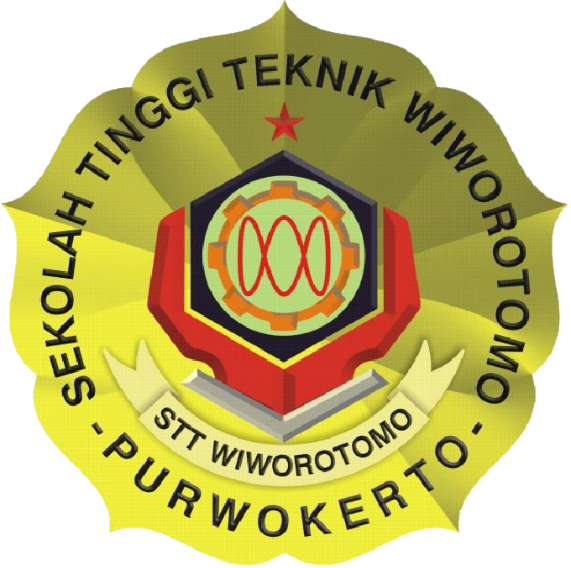 SEKOLAH TINGGI TEKNIK WIWOROTOMO
STT WIWOROTOMO
- PURWOKERTO -